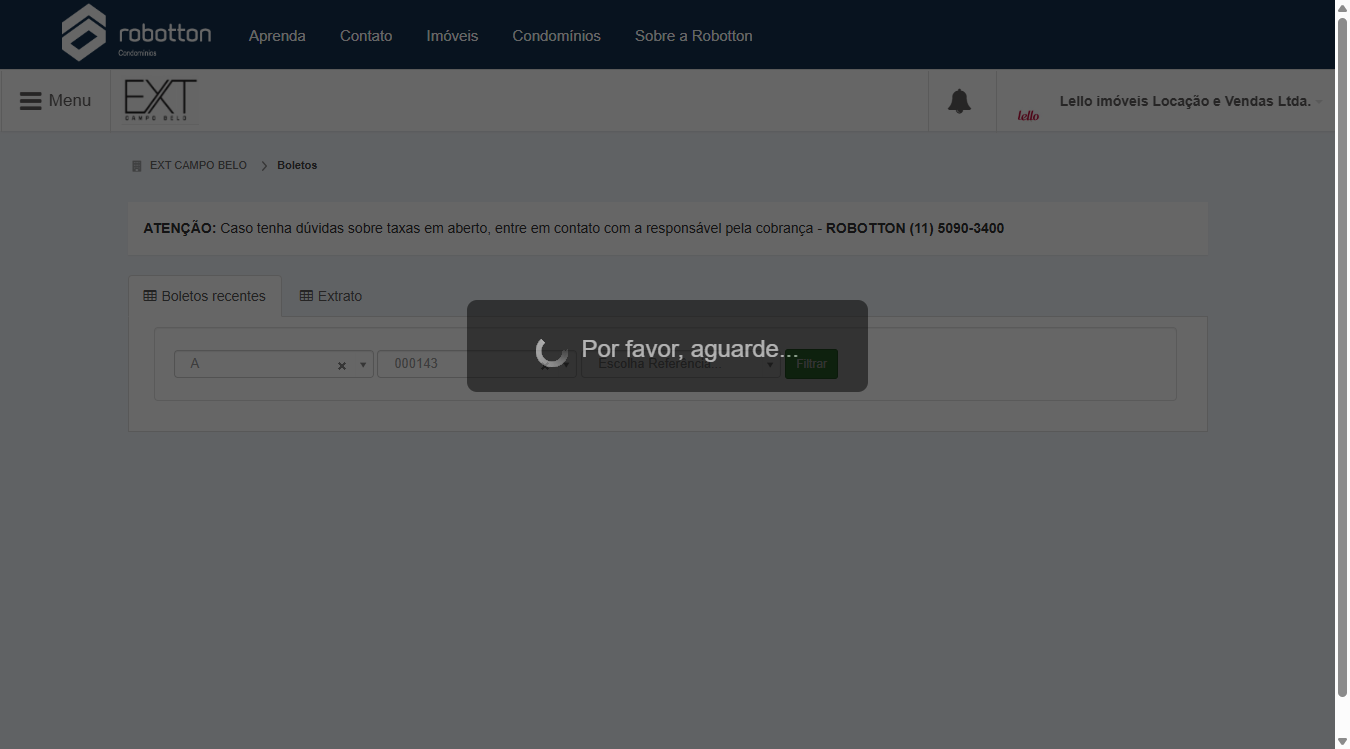 robotton
Condomínios
Aprenda Contato Imóveis Condomínios Sobre a Robotton
Menu
EXT
CAMPO BELO
lello
Lello imóveis Locação e Vendas Ltda.
EXT CAMPO BELO > Boletos
ATENÇÃO: Caso tenha dúvidas sobre taxas em aberto, entre em contato com a responsável pela cobrança - ROBOTTON (11) 5090-3400
Boletos recentes Extrato
Por favor, aguarde...
A × 000143 × Escolha Referência... Filtrar